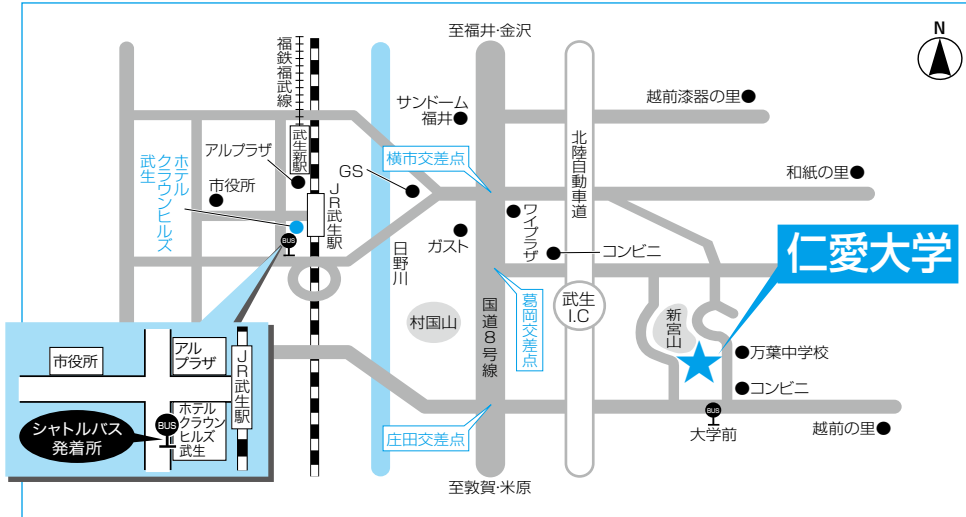 至福井·金沢
N
福鉄福武線
サンドーム
福井
越前漆器の里
北陸自動車道
武生新駅
アルプラザ
横市交差点
ホテル
クラウンヒルズ
武生
GS
和紙の里
市役所
JR武生駅
ワイプラザ
ガスト
コンビニ
BUS
日野川
仁愛大学
葛岡交差点
武生
I.C
国道8号線
村国山
新宮山
万葉中学校
コンビニ
BUS
大学前
越前の里
庄田交差点
至敦賀·米原
市役所
アル
プラザ
JR武生駅
シャトルバス
発着所
BUS
ホテル
クラウン
ヒルズ
武生